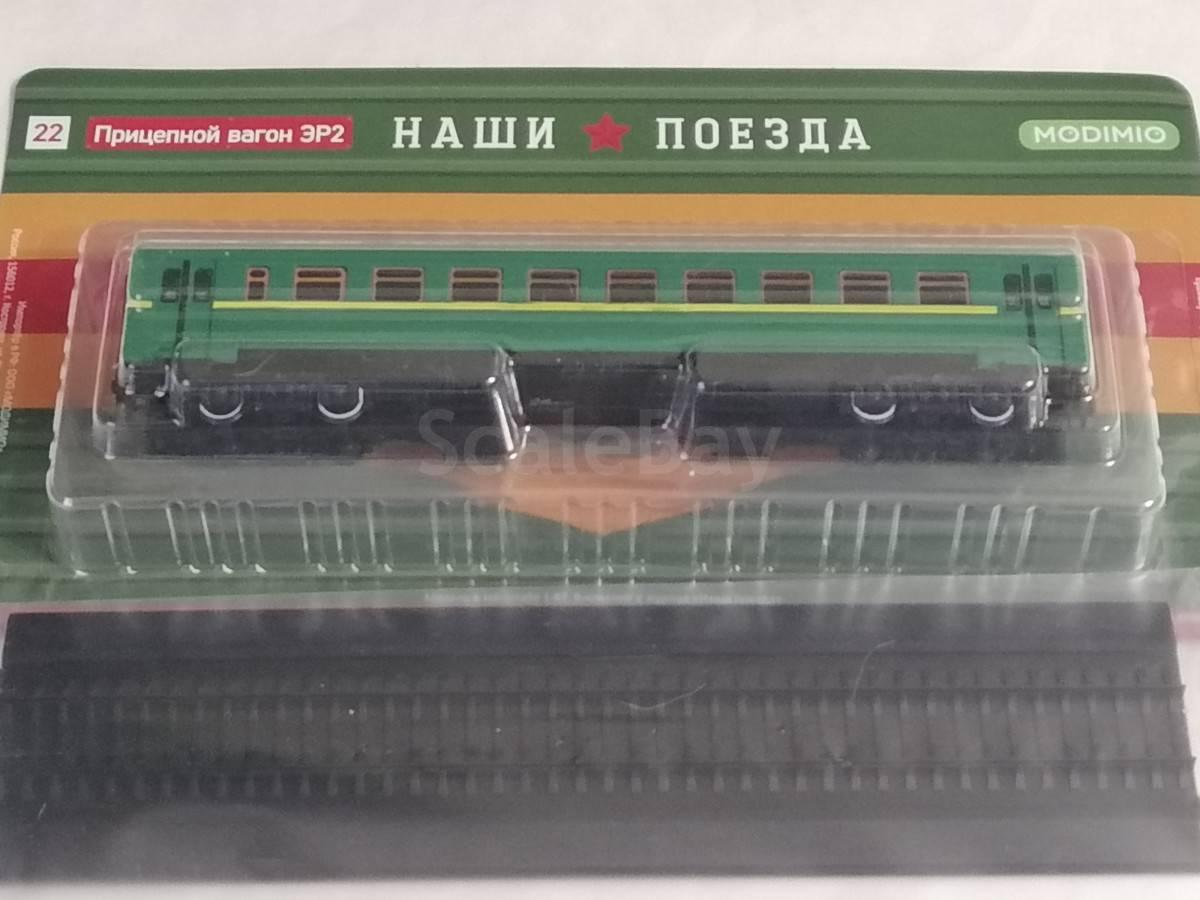 22
Прицепной вагон ЭР2
НАШИ ★ ПОЕЗДА
MODIMIO
ScaleBay